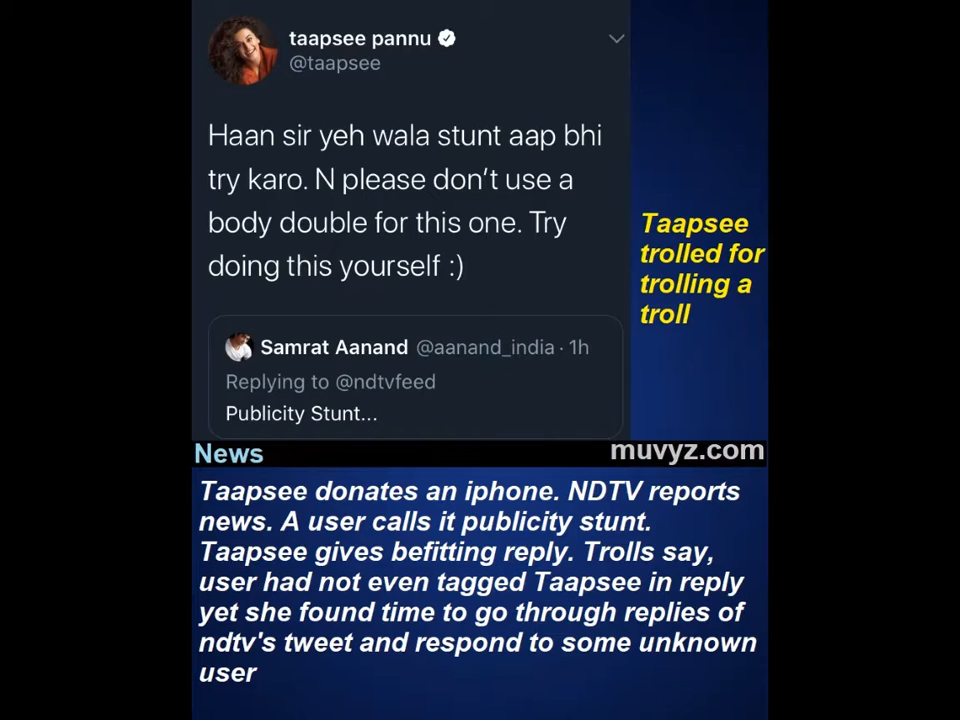 taapsee pannu
@taapsee
Haan sir yeh wala stunt aap bhi
try karo. N please don't use a
body double for this one. Try
doing this yourself :)
Samrat Aanand @aanand_india · 1h
Replying to @ndtvfeed
Publicity Stunt...
Taapsee
trolled for
trolling a
troll
News
muvyz.com
Taapsee donates an iphone. NDTV reports
news. A user calls it publicity stunt.
Taapsee gives befitting reply. Trolls say,
user had not even tagged Taapsee in reply
yet she found time to go through replies of
ndtv's tweet and respond to some unknown
user